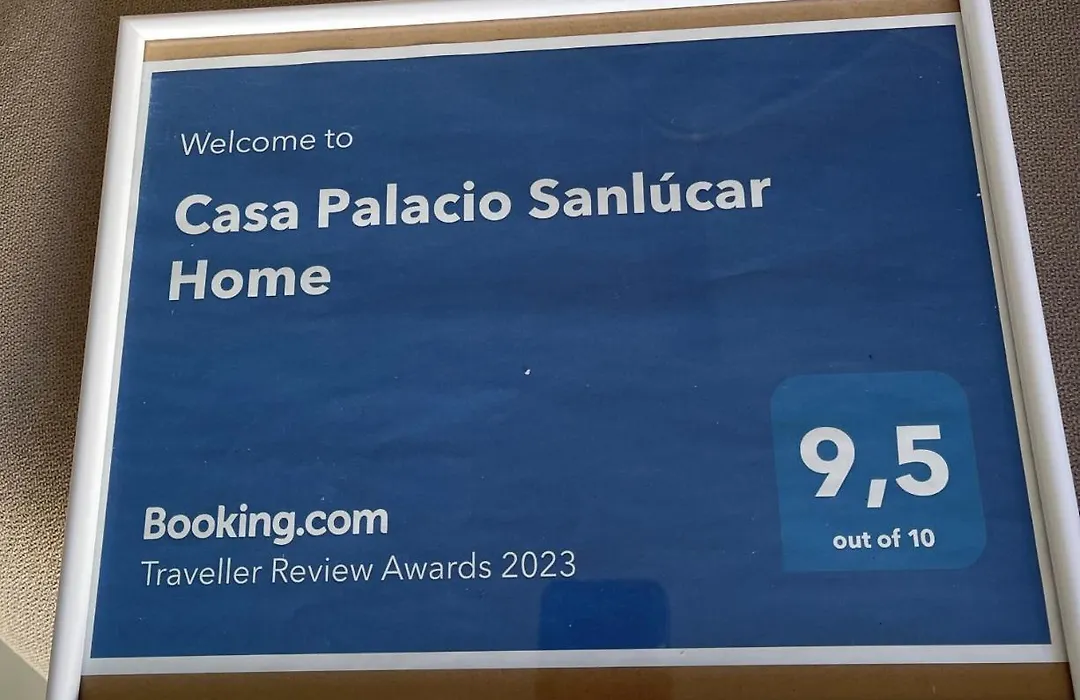 Welcome to
Casa Palacio Sanlúcar
Home
9,5
out of 10
Booking.com
Traveller Review Awards 2023